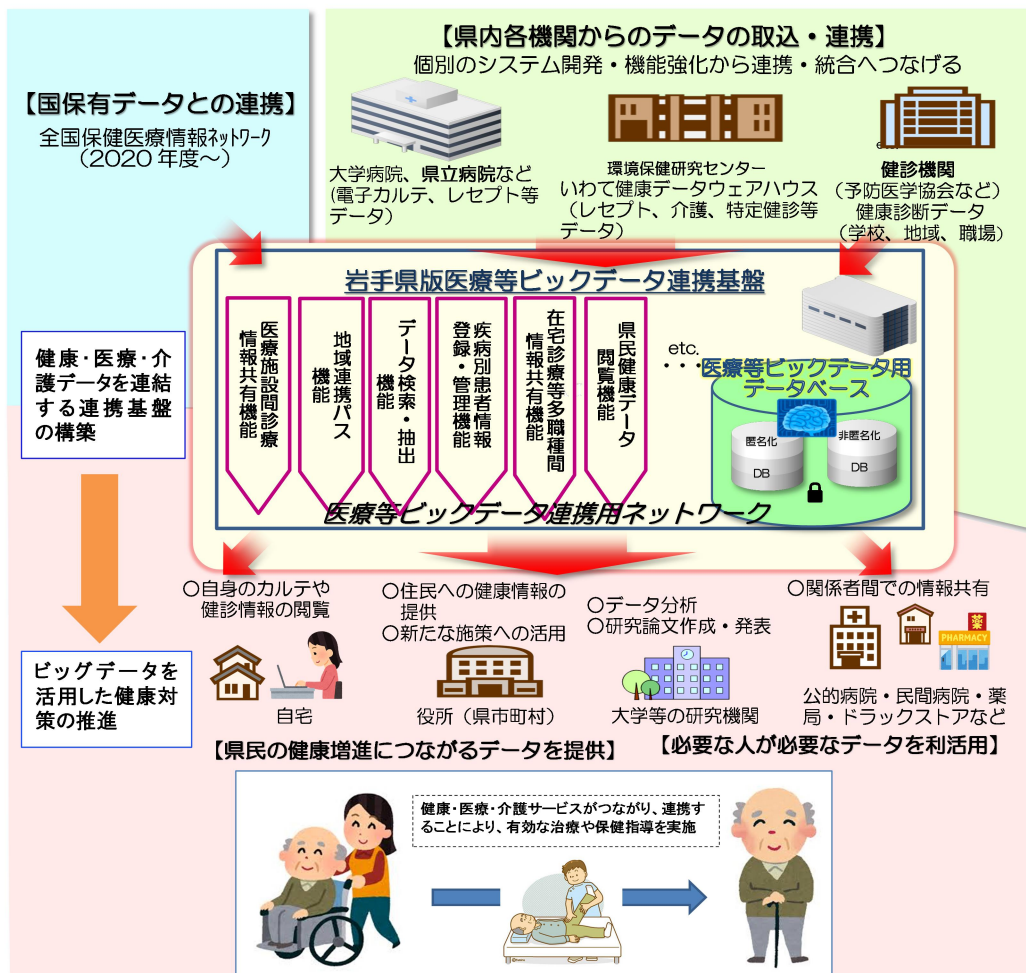 【県内各機関からのデータの取込・連携】
個別のシステム開発・機能強化から連携・統合へつなげる
【国保有データとの連携】
全国保健医療情報ネットワーク
（2020年度～）
大学病院、県立病院など
(電子カルテ、レセプト等
データ）
環境保健研究センター
いわて健康データウェアハウス
（レセプト、介護、特定健診等
データ）
etc.
健診機関
（予防医学協会など）
健康診断データ
（学校、地域、職場）
岩手県版医療等ビックデータ連携基盤
医療施設間診療
情報共有機能
地域連携パス
機能
データ検索・抽出
機能
疾病別患者情報
登録・管理機能
在宅診療等多職種間
情報共有機能
県民健康データ
閲覧機能
etc.
・・・
医療等ビックデータ用
データベース
匿名化
DB
非匿名化
DB
医療等ビックデータ連携用ネットワーク
健康・医療・介
護データを連結
する連携基盤
の構築
ビッグデータを
活用した健康対
策の推進
○自身のカルテや
健診情報の閲覧
自宅
○住民への健康情報の
提供
○新たな施策への活用
役所（県市町村）
○データ分析
○研究論文作成・発表
大学等の研究機関
○関係者間での情報共有
薬
PHARMACY
公的病院・民間病院・薬
局・ドラックストアなど
【県民の健康増進につながるデータを提供】
【必要な人が必要なデータを利活用】
健康・医療・介護サービスがつながり、連携す
ることにより、有効な治療や保健指導を実施